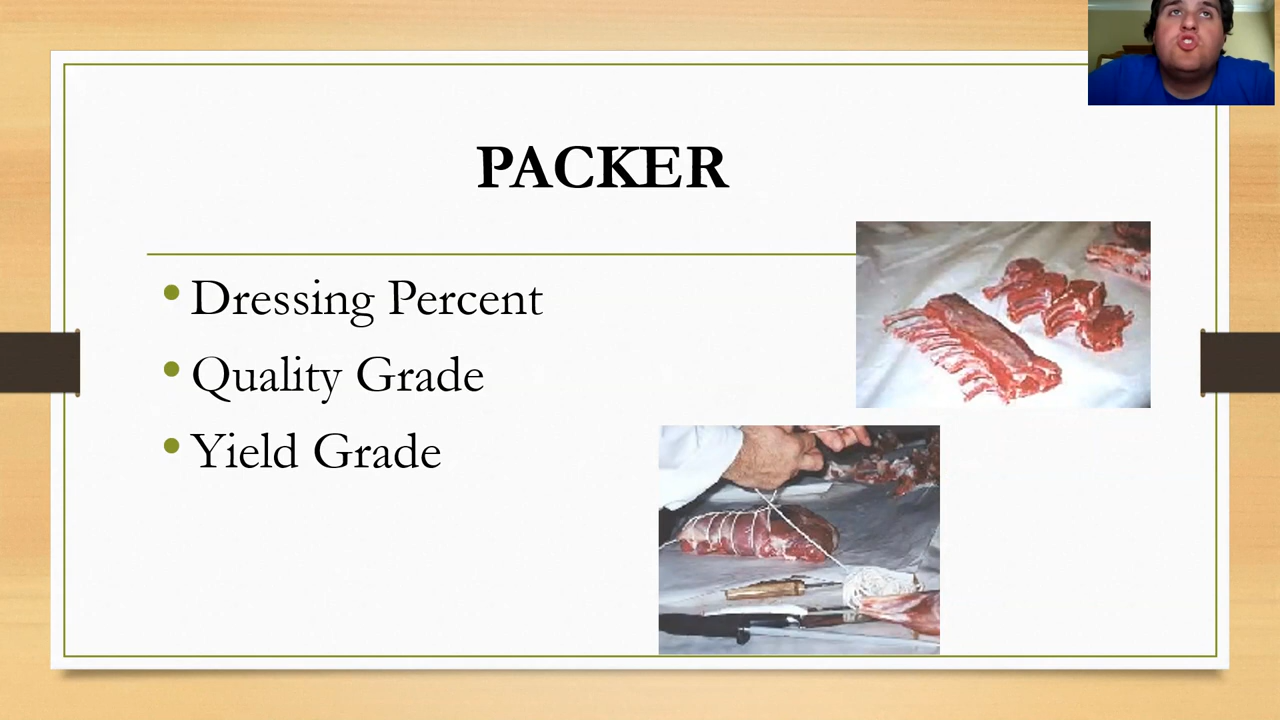 PACKER
• Dressing Percent
• Quality Grade
• Yield Grade